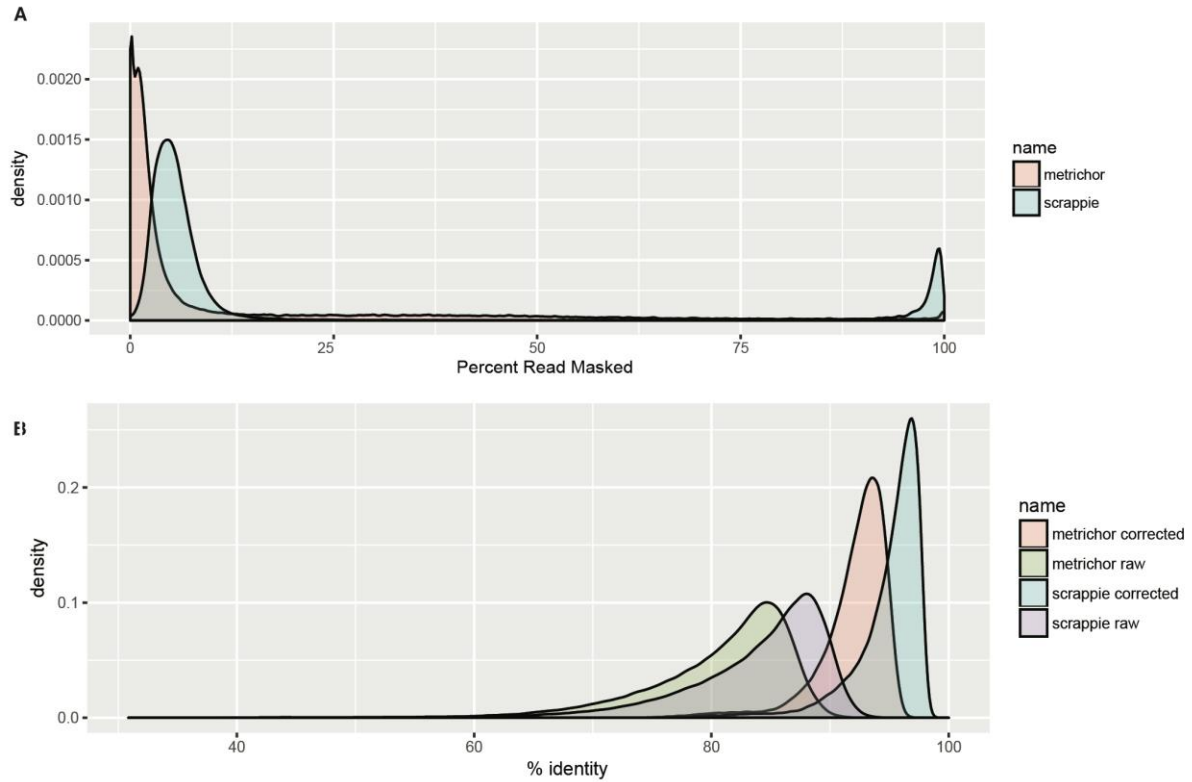 A
density
0.0020
0.0015
0.0010
0.0005
0.0000
0 25 50 75 100
Percent Read Masked
name
metrichor
scrappie
B
density
0.2
0.1
0.0
40 60 80 100
% identity
name
metrichor corrected
metrichor raw
scrappie corrected
scrappie raw